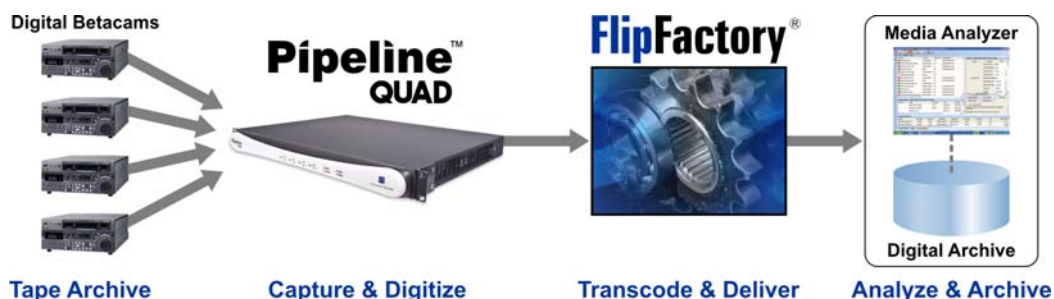 Digital Betacams
Pipeline™
QUAD
FlipFactory®
Media Analyzer
Digital Archive
Tape Archive
Capture & Digitize
Transcode & Deliver
Analyze & Archive